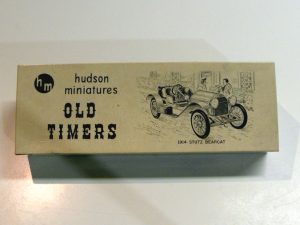 hm
hudson
miniatures
OLD
TIMERS
1914 STUTZ BEARCAT